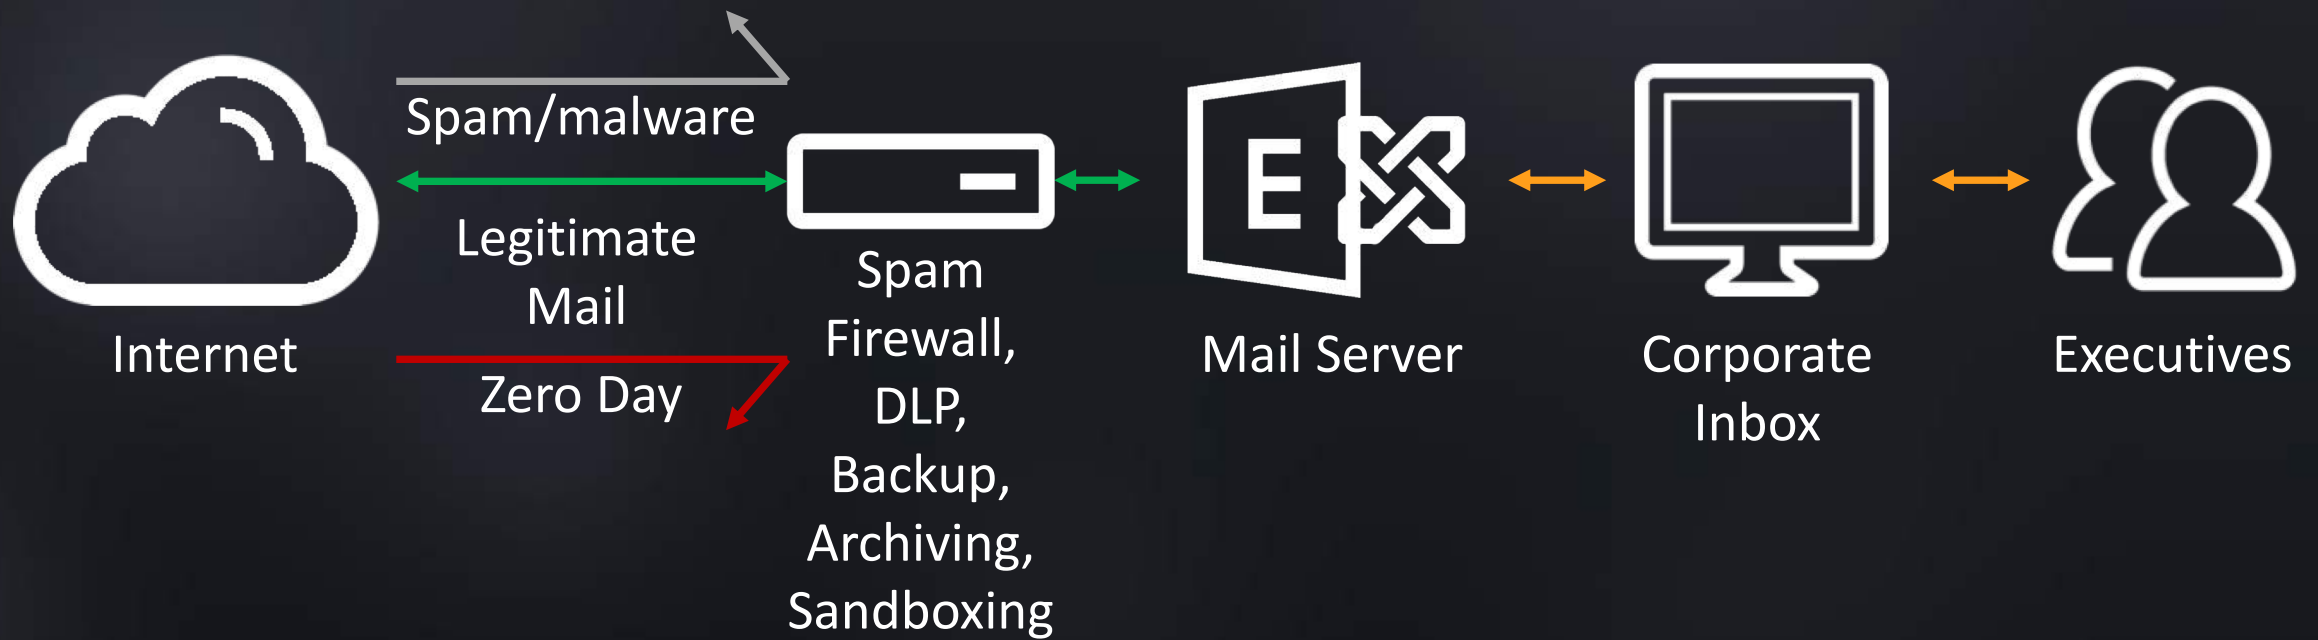 Spam/malware
Legitimate
Mail
Zero Day
Internet
Spam
Firewall,
DLP,
Backup,
Archiving,
Sandboxing
E
Mail Server
Corporate
Inbox
Executives